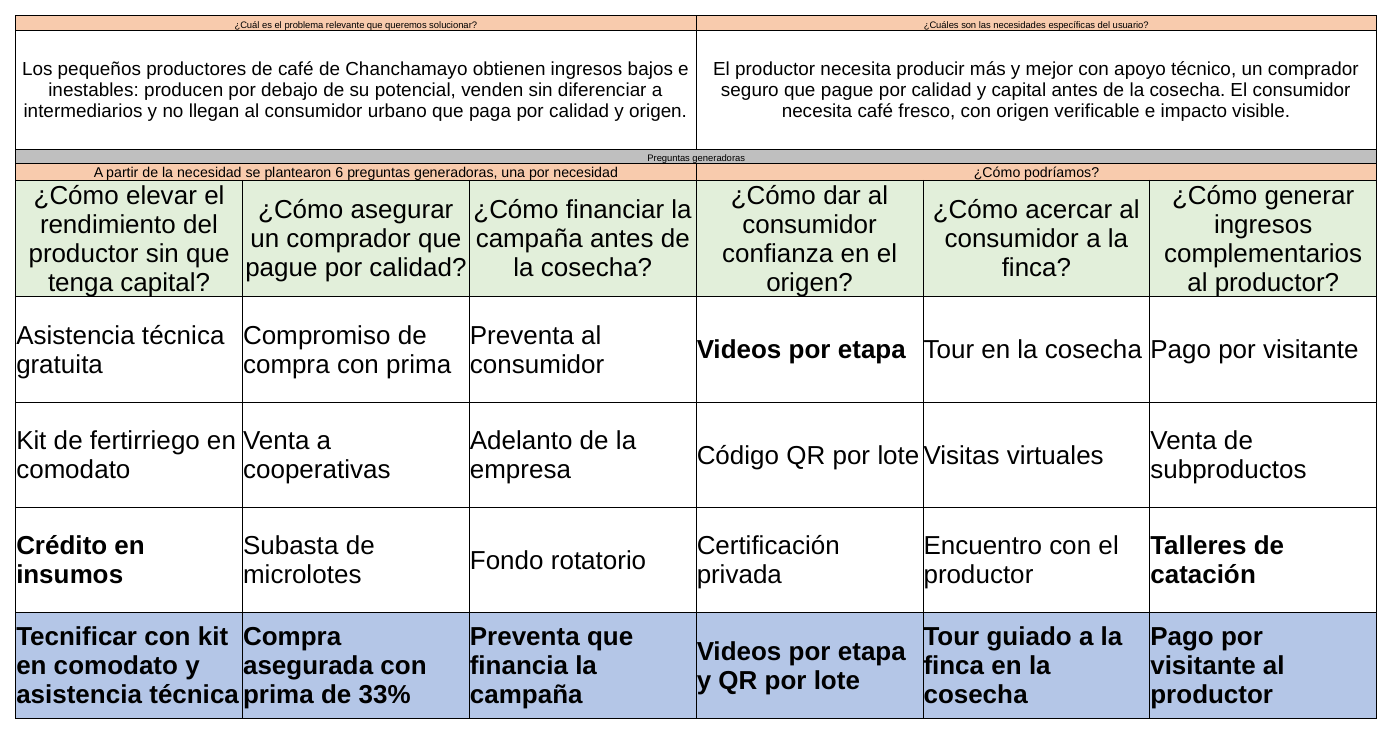 ¿Cuál es el problema relevante que queremos solucionar?
¿Cuáles son las necesidades específicas del usuario?
Los pequeños productores de café de Chanchamayo obtienen ingresos bajos e
inestables: producen por debajo de su potencial, venden sin diferenciar a
intermediarios y no llegan al consumidor urbano que paga por calidad y origen.
El productor necesita producir más y mejor con apoyo técnico, un comprador
seguro que pague por calidad y capital antes de la cosecha. El consumidor
necesita café fresco, con origen verificable e impacto visible.
Preguntas generadoras
A partir de la necesidad se plantearon 6 preguntas generadoras, una por necesidad
¿Cómo podríamos?
¿Cómo elevar el
rendimiento del
productor sin que
tenga capital?
¿Cómo asegurar
un comprador que
pague por calidad?
¿Cómo financiar la
campaña antes de
la cosecha?
¿Cómo dar al
consumidor
confianza en el
origen?
¿Cómo acercar al
consumidor a la
finca?
¿Cómo generar
ingresos
complementarios
al productor?
Asistencia técnica
gratuita
Compromiso de
compra con prima
Preventa al
consumidor
Videos por etapa
Tour en la cosecha
Pago por visitante
Kit de fertirriego en
comodato
Venta a
cooperativas
Adelanto de la
empresa
Código QR por lote
Visitas virtuales
Venta de
subproductos
Crédito en
insumos
Subasta de
microlotes
Fondo rotatorio
Certificación
privada
Encuentro con el
productor
Talleres de
catación
Tecnificar con kit
en comodato y
asistencia técnica
Compra
asegurada con
prima de 33%
Preventa que
financia la
campaña
Videos por etapa
y QR por lote
Tour guiado a la
finca en la
cosecha
Pago por
visitante al
productor